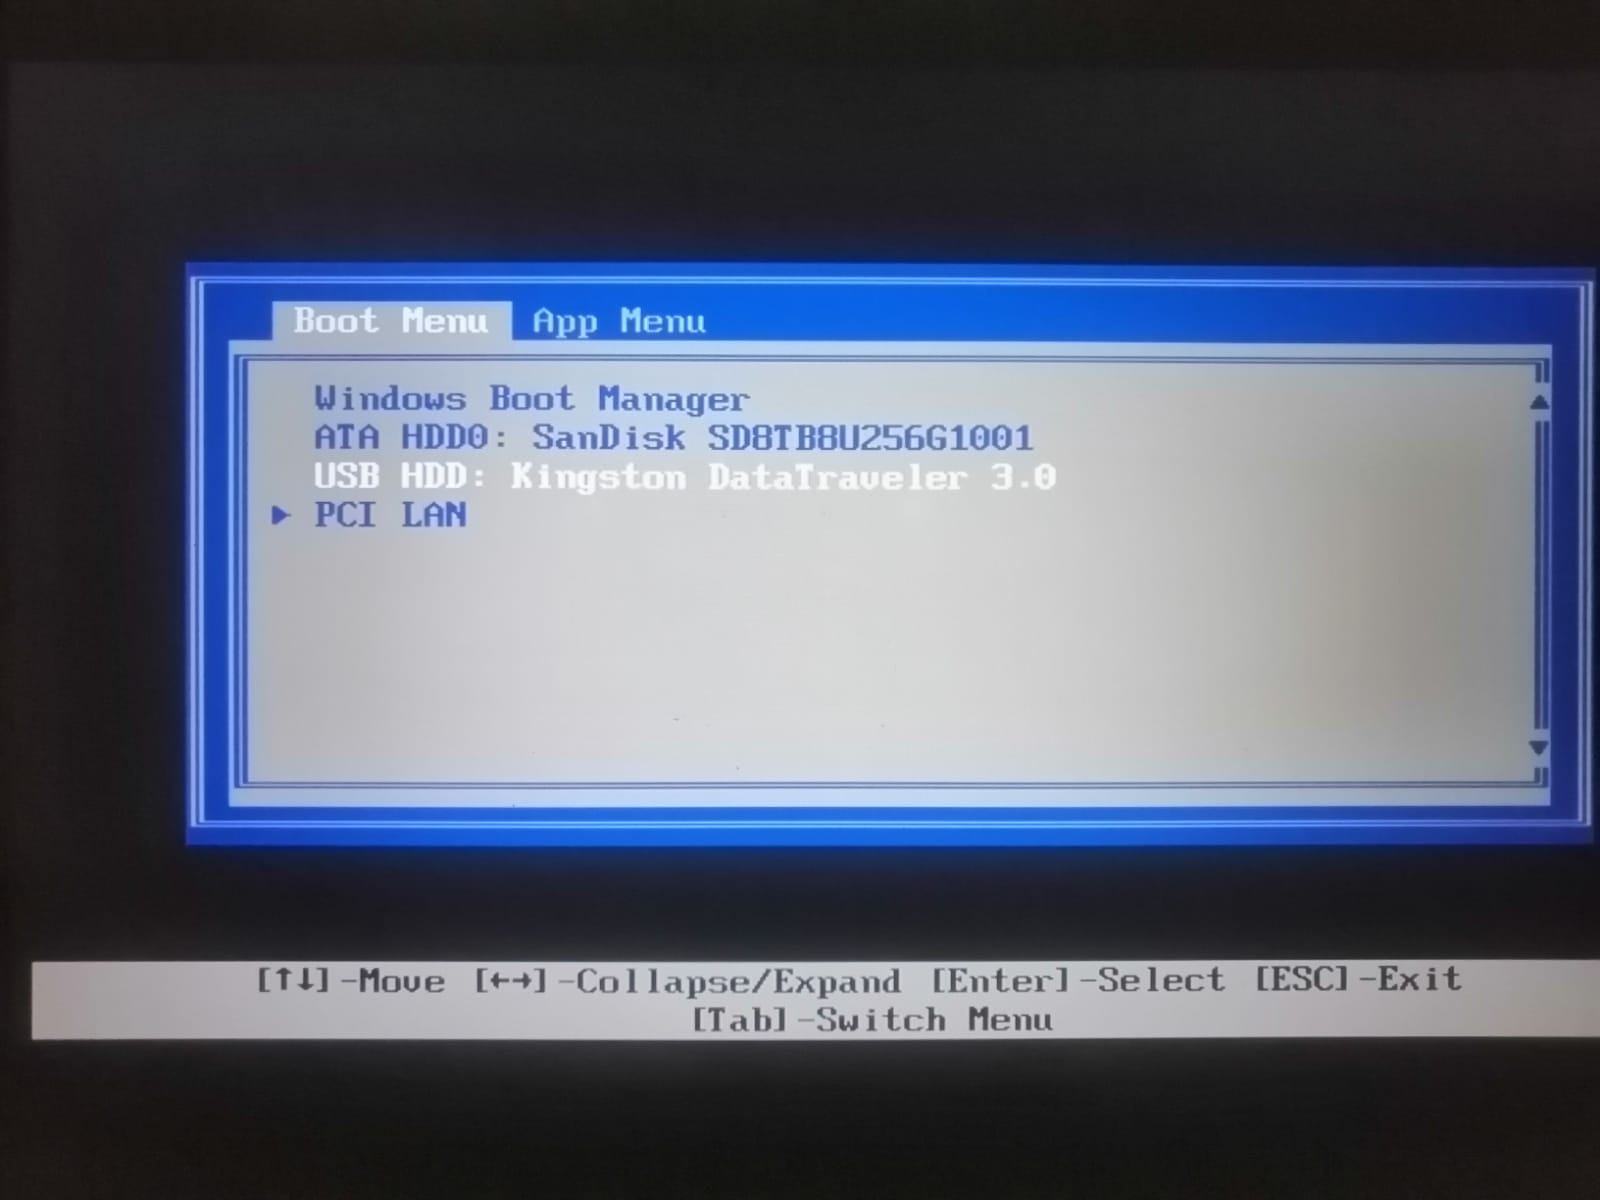 Boot Menu App Menu
Windows Boot Manager
ATA HDD0: SanDisk SD8TB8U256G1001
USB HDD: Kingston DataTraveler 3.0
PCI LAN
[↑↓]-Move [←→]-Collapse/Expand [Enter]-Select [ESC]-Exit
[Tab]-Switch Menu